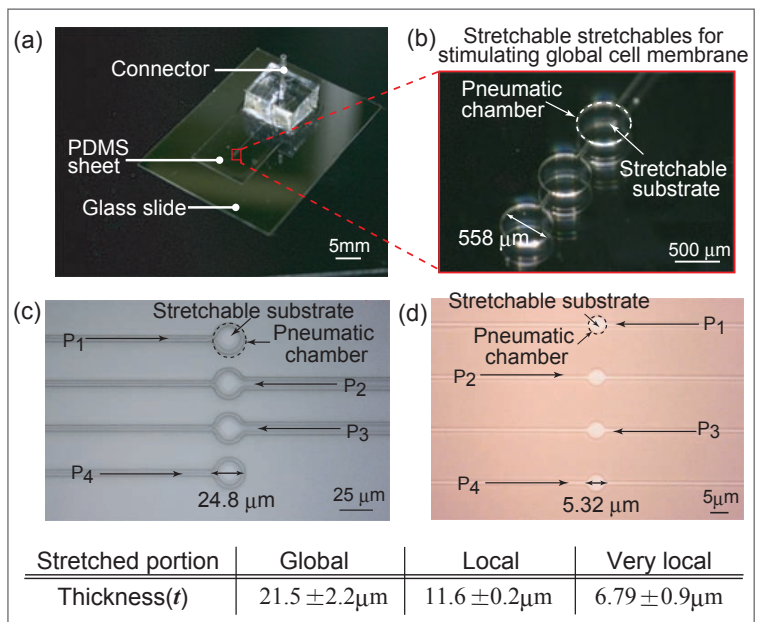 (a)
Connector
PDMS
sheet
Glass slide
5mm
(b)
Stretchable stretchables for
stimulating global cell membrane
Pneumatic
chamber
Stretchable
substrate
558 μm
500 μm
(c)
Stretchable substrate
Pneumatic
chamber
P1
P2
P3
P4
24.8 μm
25 μm
(d)
Stretchable substrate
Pneumatic
chamber
P1
P2
P3
P4
5.32 μm
5μm
Stretched portion Global Local Very local
Thickness(t) 21.5 ±2.2μm 11.6 ±0.2μm 6.79 ±0.9μm